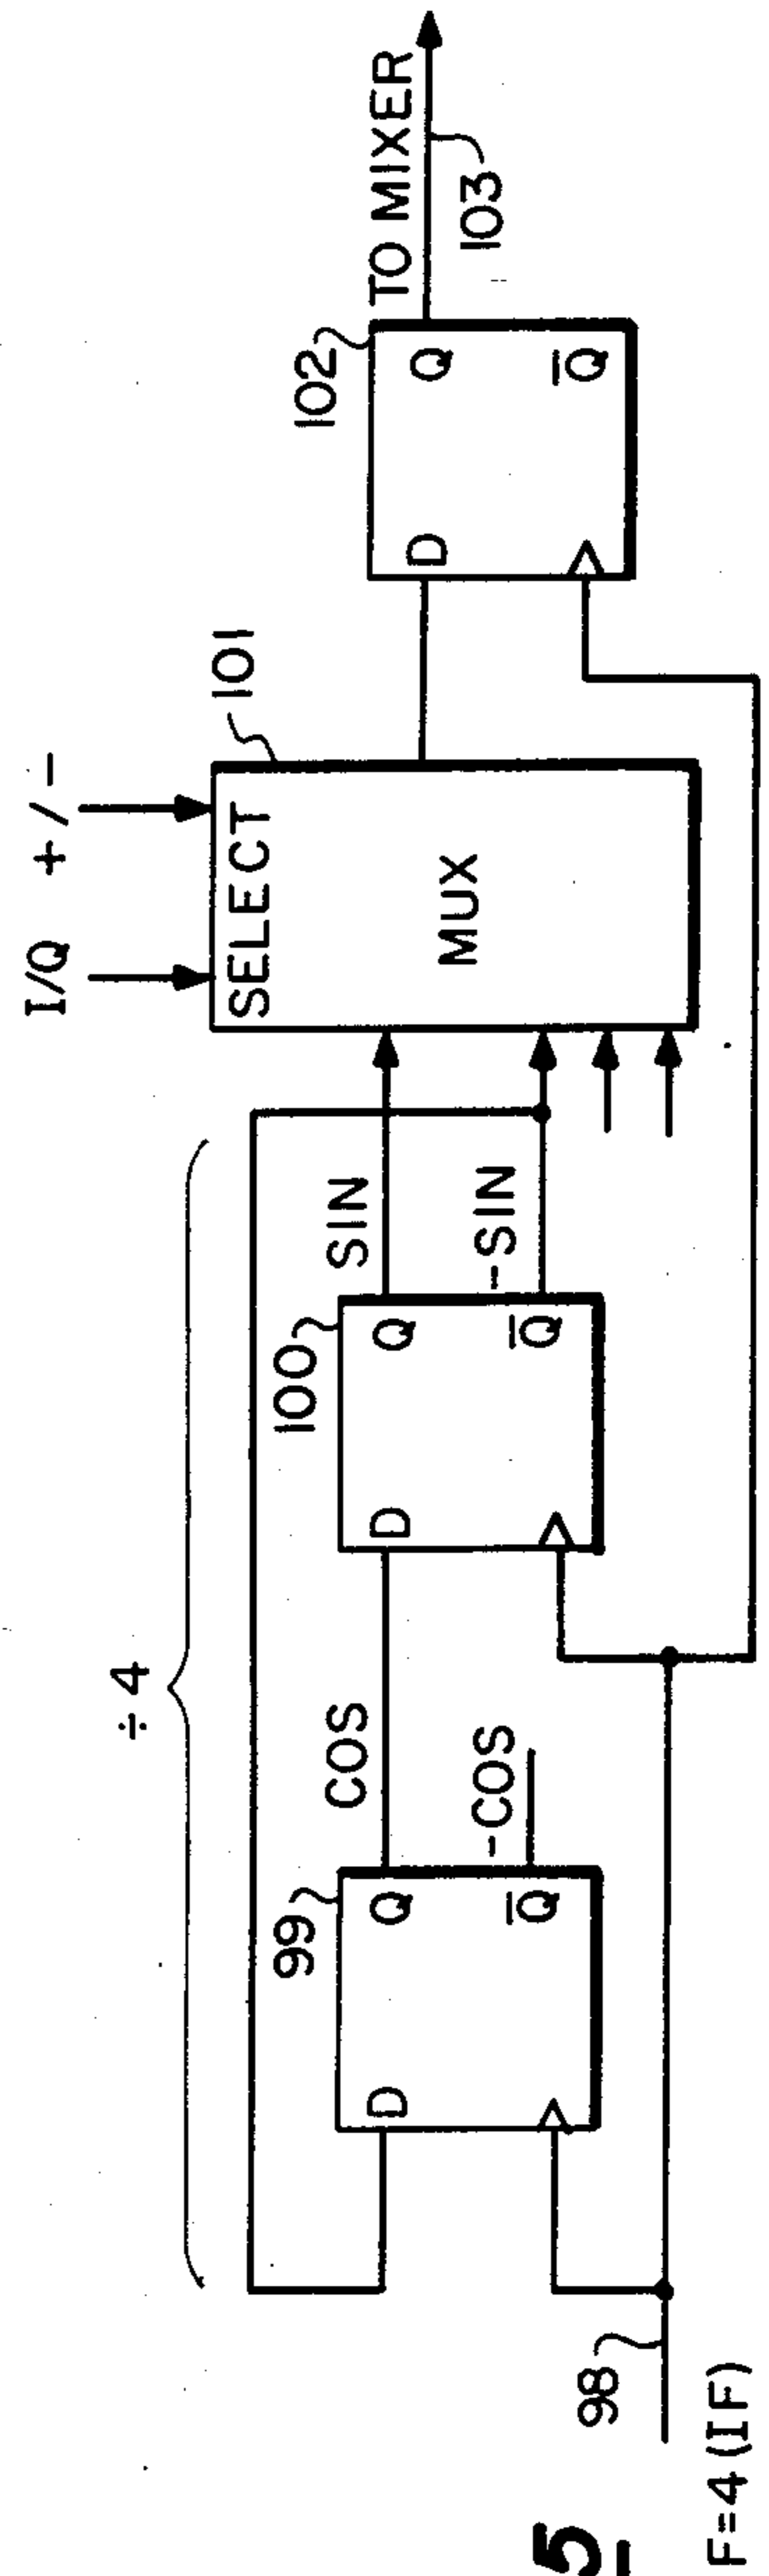 ÷4
I/Q +/-
SELECT
MUX
101
99
D
Q
Q̅
COS
-COS
100
D
Q
Q̅
SIN
-SIN
102
D
Q
Q̅
TO MIXER
103
98
F=4(IF)
5